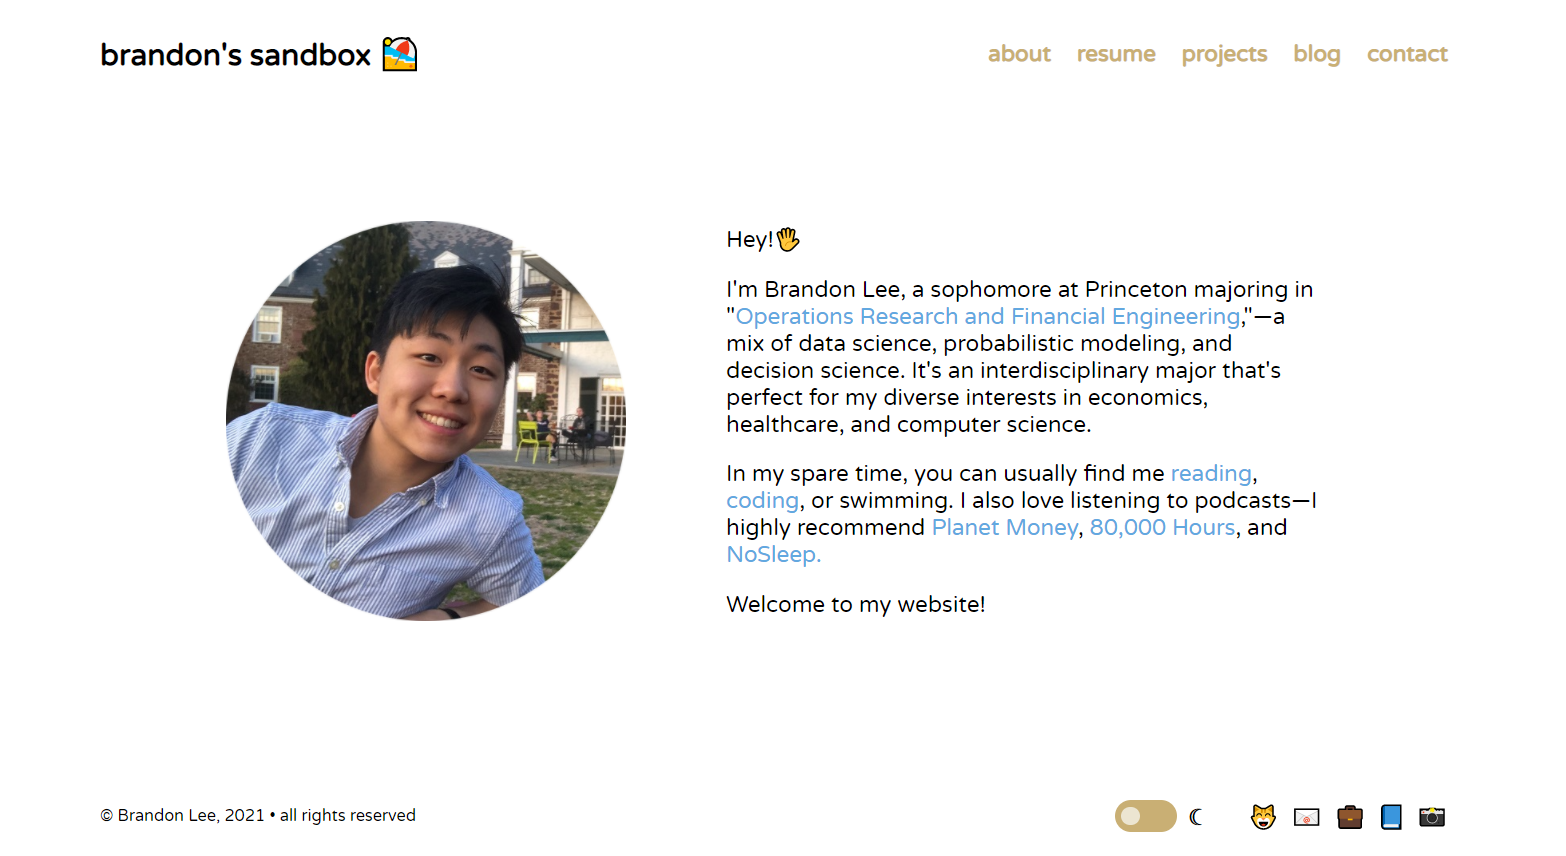 brandon's sandbox
about resume projects blog contact
Hey!
I'm Brandon Lee, a sophomore at Princeton majoring in
"Operations Research and Financial Engineering,"—a
mix of data science, probabilistic modeling, and
decision science. It's an interdisciplinary major that's
perfect for my diverse interests in economics,
healthcare, and computer science.
In my spare time, you can usually find me reading,
coding, or swimming. I also love listening to podcasts—I
highly recommend Planet Money, 80,000 Hours, and
NoSleep.
Welcome to my website!
© Brandon Lee, 2021 • all rights reserved